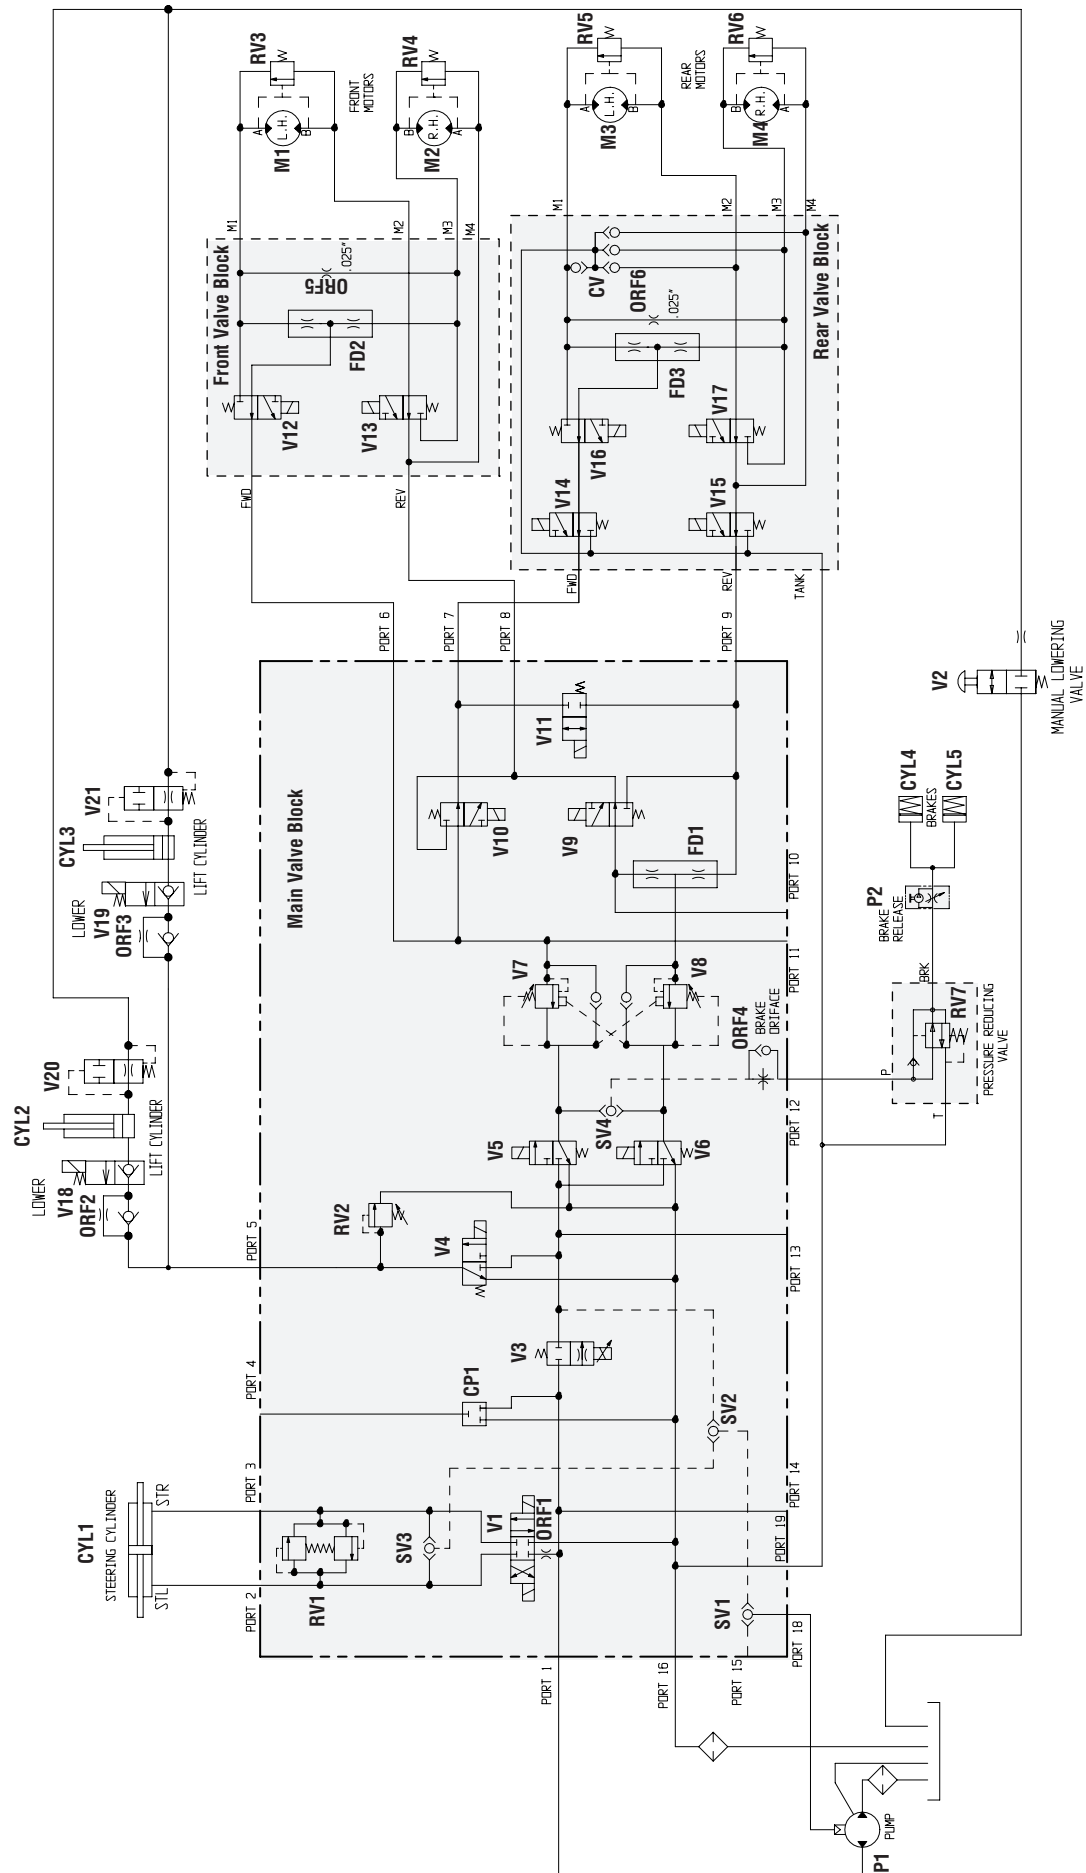 RV3
RV4
RV5
RV6
FRONT
MOTORS
REAR
MOTORS
A
L.H.
B
B
R.H.
A
A
L.H.
B
B
R.H.
A
M1
M2
M3
M4
M1
M2
M3
M4
M1
M2
M3
M4
Front Valve Block
ORF5
.025"
FD2
V12
V13
FWD
REV
Rear Valve Block
CV
ORF6
.025"
FD3
V16
V17
V14
V15
FWD
REV
TANK
PORT 6
PORT 7
PORT 8
PORT 9
V2
MANUAL LOWERING
VALVE
V21
CYL3
LIFT CYLINDER
LOWER
V19
ORF3
V20
CYL2
LIFT CYLINDER
LOWER
V18
ORF2
Main Valve Block
V11
V10
V9
FD1
PORT 10
PORT 11
V7
V8
ORF4
BRAKE
ORIFACE
PORT 12
SV4
V5
V6
RV2
V4
PORT 5
PORT 13
V3
CP1
PORT 4
SV2
PORT 3
PORT 14
PORT 19
V1
ORF1
SV3
RV1
PORT 2
SV1
PORT 18
PORT 1
PORT 16
PORT 15
CYL1
STEERING CYLINDER
STR
STL
CYL4
CYL5
BRAKES
P2
BRAKE
RELEASE
BRK
RV7
PRESSURE REDUCING
VALVE
P
T
PUMP
P1